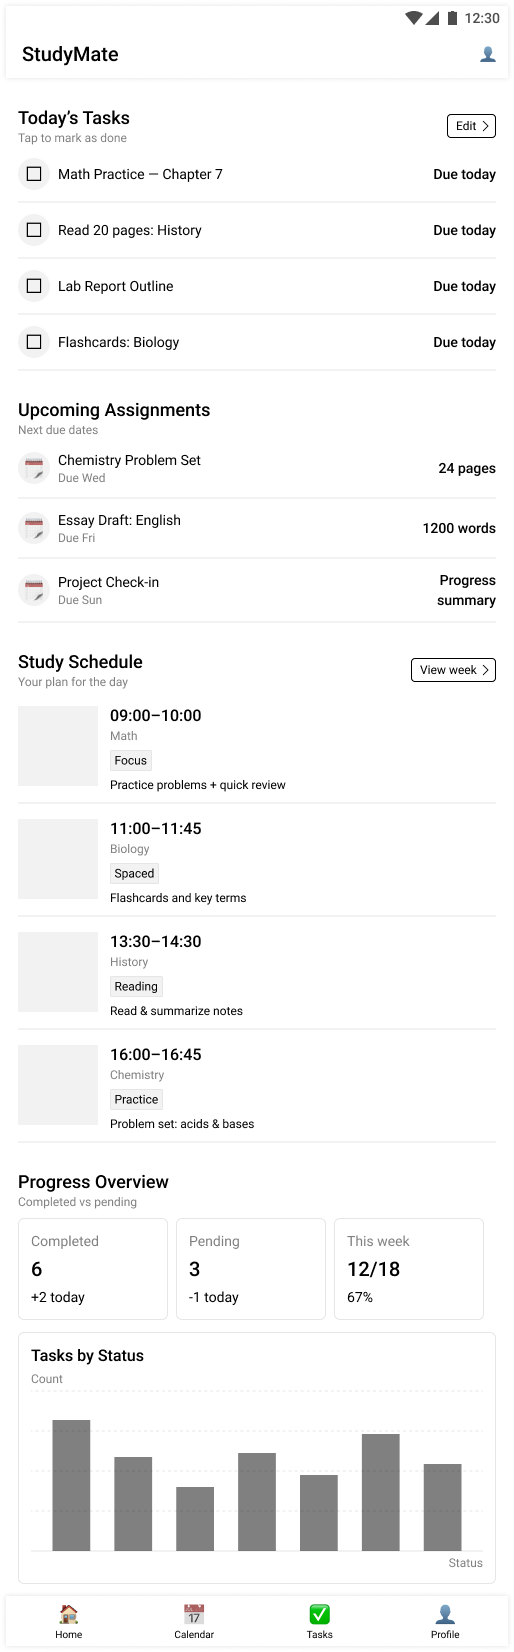 12:30
StudyMate
Today’s Tasks
Tap to mark as done
Edit
Math Practice — Chapter 7
Due today
Read 20 pages: History
Due today
Lab Report Outline
Due today
Flashcards: Biology
Due today
Upcoming Assignments
Next due dates
Chemistry Problem Set
Due Wed
24 pages
Essay Draft: English
Due Fri
1200 words
Project Check-in
Due Sun
Progress
summary
Study Schedule
Your plan for the day
View week
09:00–10:00
Math
Focus
Practice problems + quick review
11:00–11:45
Biology
Spaced
Flashcards and key terms
13:30–14:30
History
Reading
Read & summarize notes
16:00–16:45
Chemistry
Practice
Problem set: acids & bases
Progress Overview
Completed vs pending
Completed
6
+2 today
Pending
3
-1 today
This week
12/18
67%
Tasks by Status
Count
Status
17
Home
Calendar
Tasks
Profile